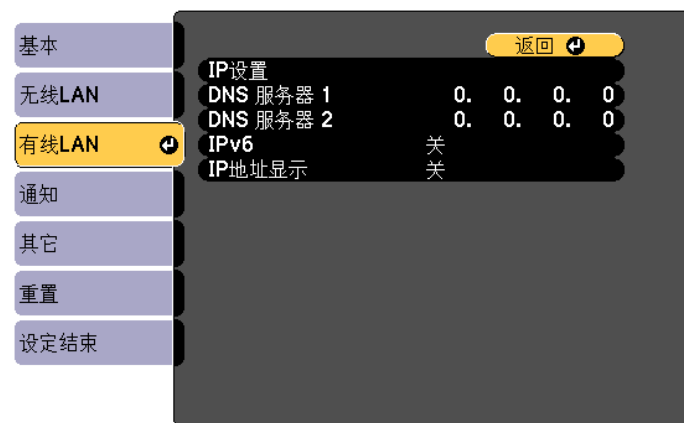 基本
无线LAN
有线LAN
通知
其它
重置
设定结束
返回
IP设置
DNS 服务器 1 0. 0. 0. 0
DNS 服务器 2 0. 0. 0. 0
IPv6 关
IP地址显示 关